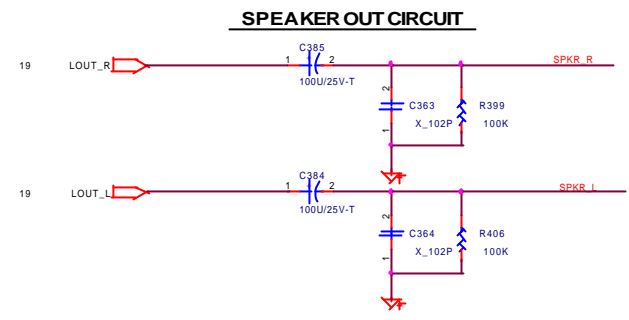 SPEAKER OUT CIRCUIT
C385
19 LOUT_R 1 2 SPKR_R
100U/25V-T
2 C363 R399
1 X_102P 100K
C384
19 LOUT_L 1 2 SPKR_L
100U/25V-T
2 C364 R406
1 X_102P 100K